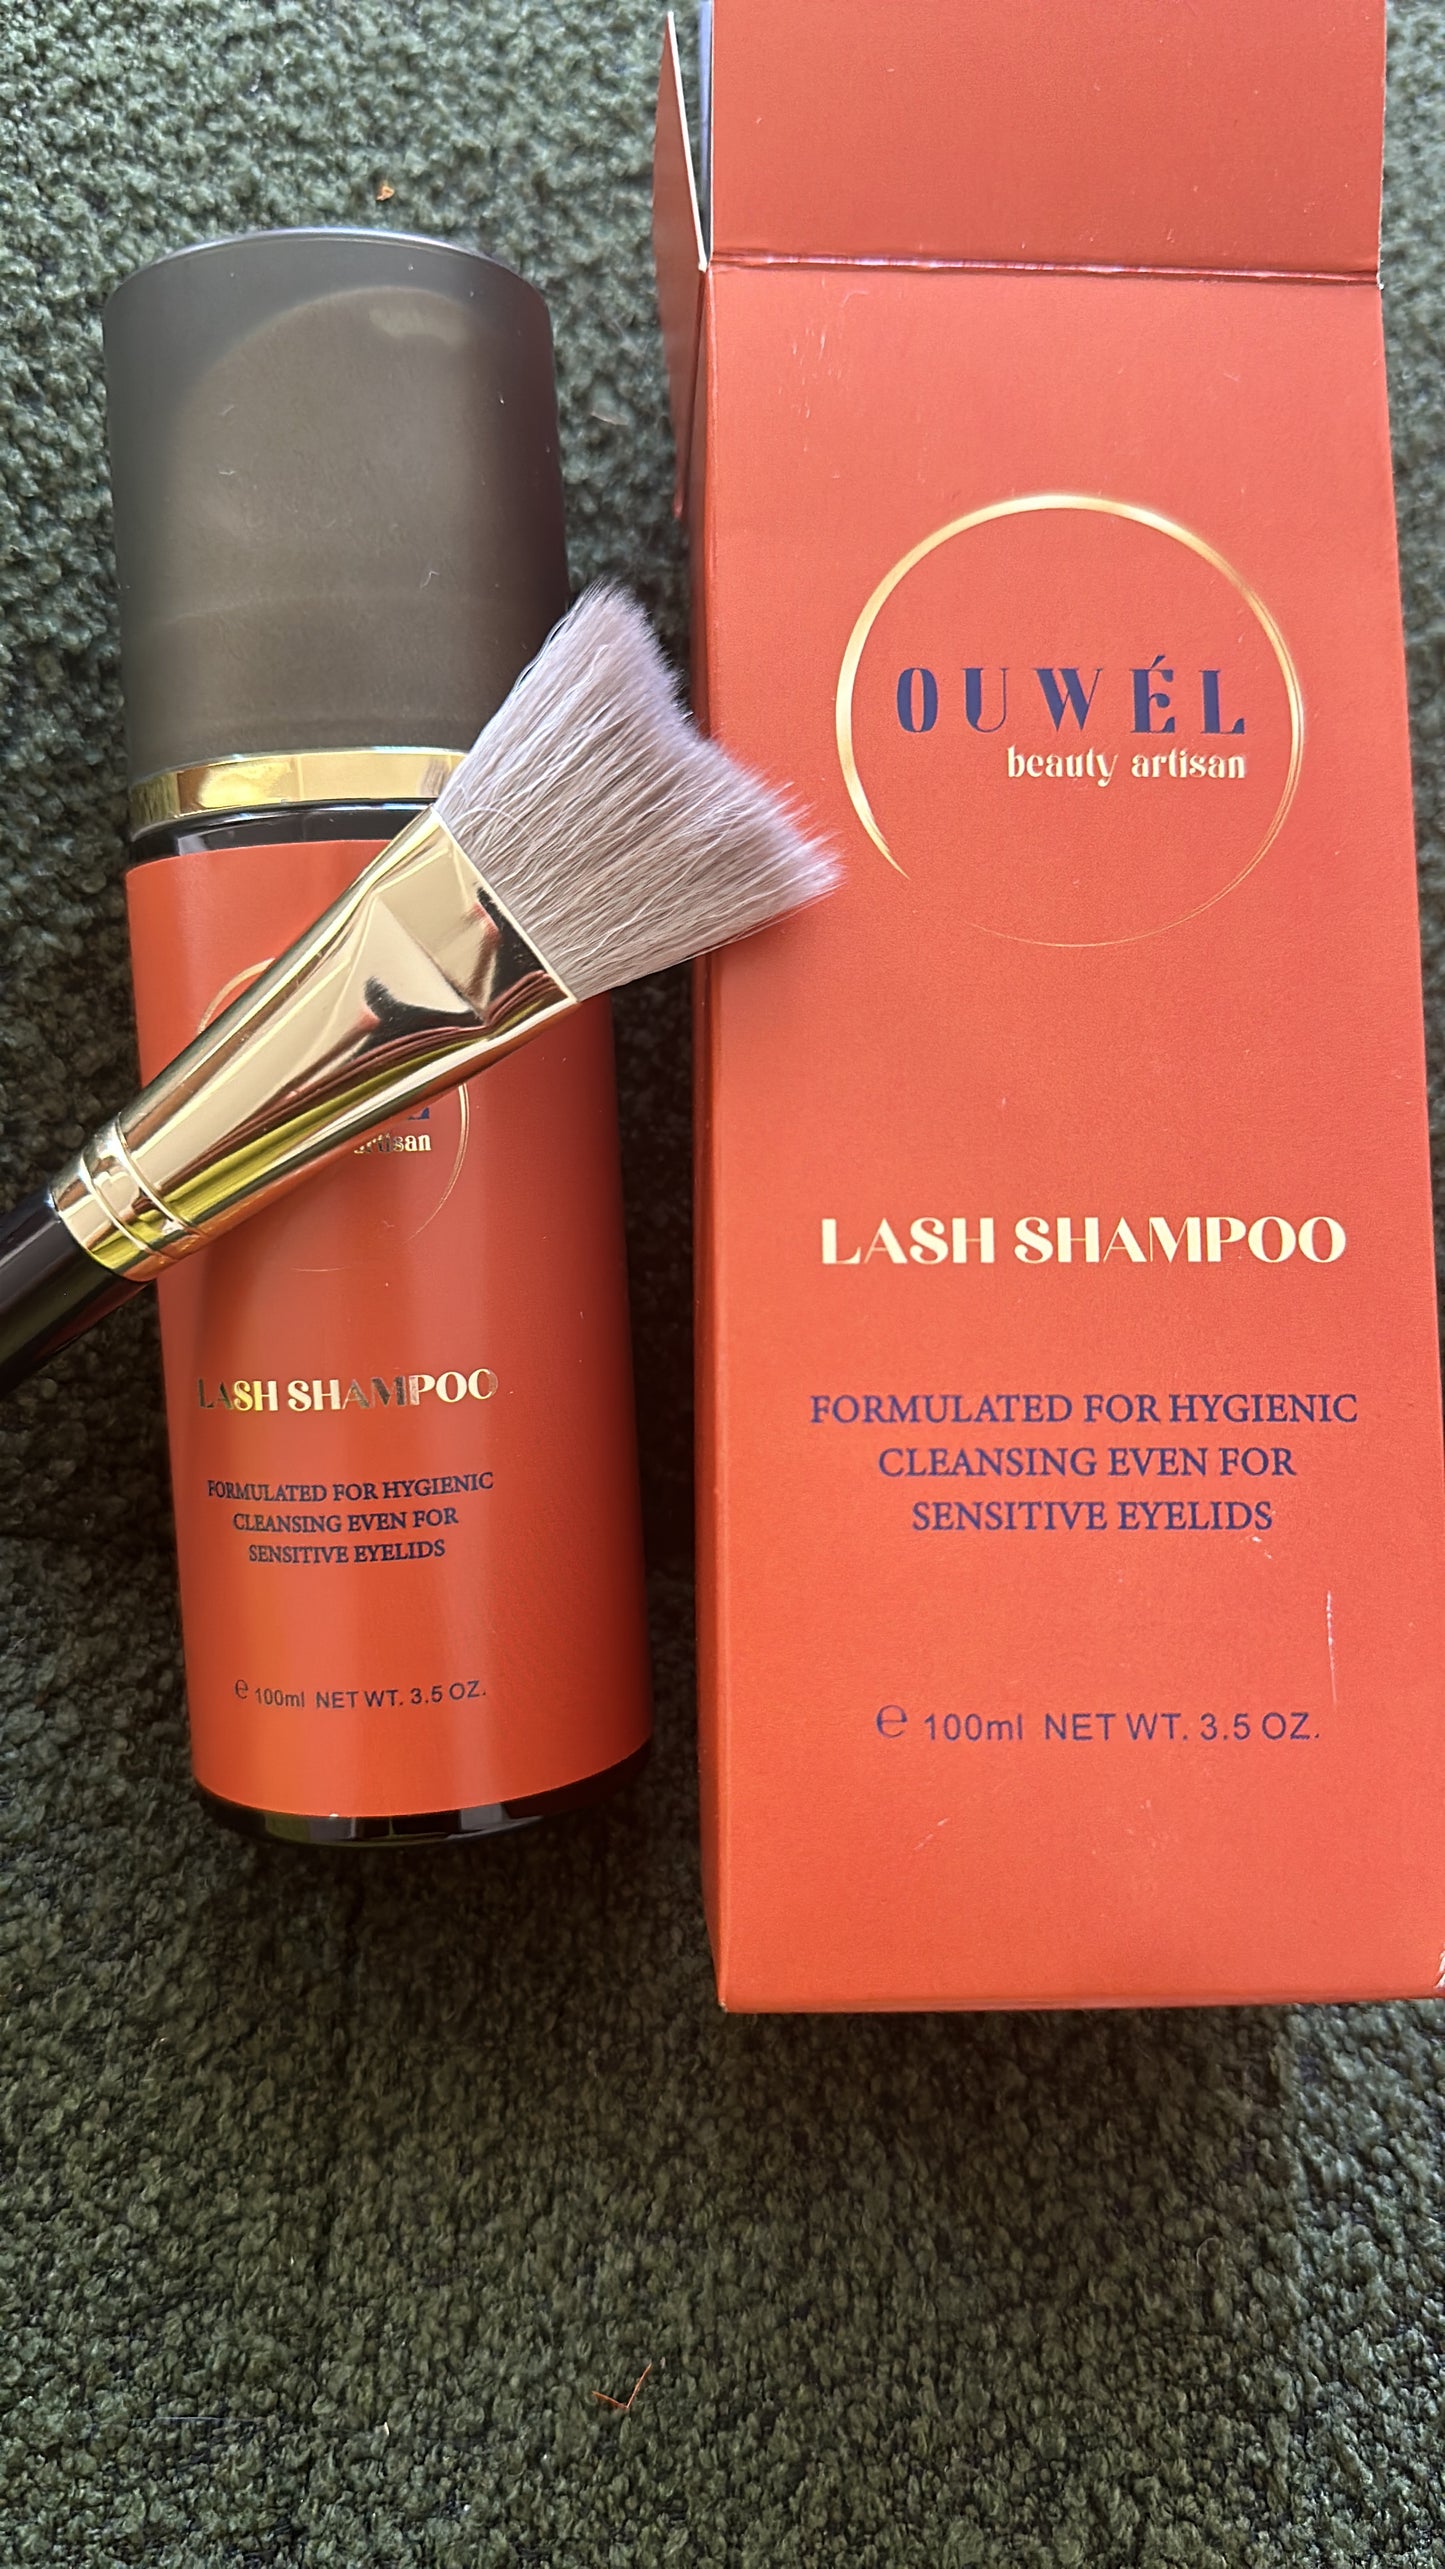 L
artisan
LASH SHAMPOO
FORMULATED FOR HYGIENIC
CLEANSING EVEN FOR
SENSITIVE EYELIDS
℮ 100ml NET WT. 3.5 OZ.
OUWÉL
beauty artisan
LASH SHAMPOO
FORMULATED FOR HYGIENIC
CLEANSING EVEN FOR
SENSITIVE EYELIDS
℮ 100ml NET WT. 3.5 OZ.